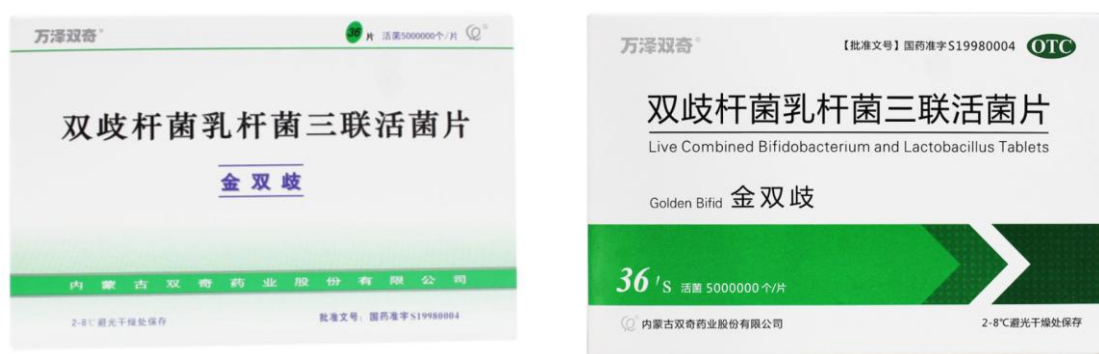 万泽双奇®
36片 活菌5000000个/片
双歧杆菌乳杆菌三联活菌片
金双歧
内蒙古双奇药业股份有限公司
2-8℃避光干燥处保存
批准文号:国药准字S19980004
万泽双奇®
【批准文号】国药准字S19980004 OTC
双歧杆菌乳杆菌三联活菌片
Live Combined Bifidobacterium and Lactobacillus Tablets
Golden Bifid 金双歧
36's 活菌 5000000个/片
内蒙古双奇药业股份有限公司
2-8℃避光干燥处保存